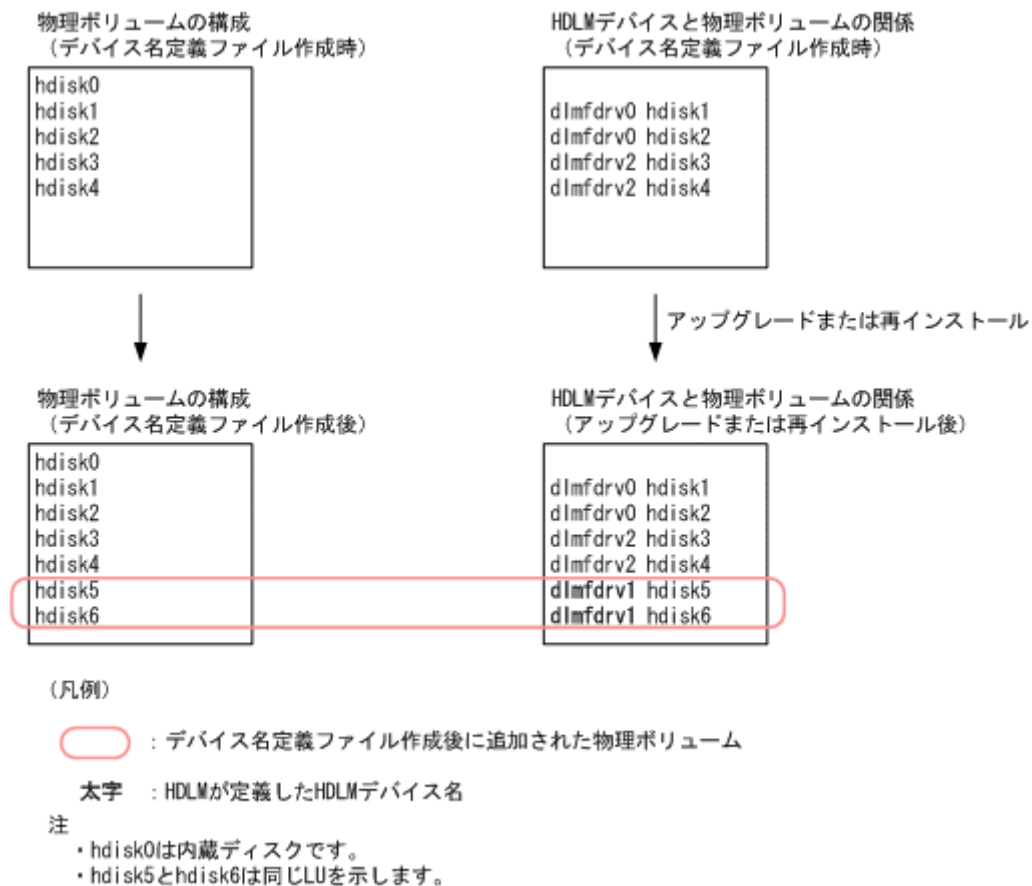 物理ボリュームの構成
（デバイス名定義ファイル作成時）
hdisk0
hdisk1
hdisk2
hdisk3
hdisk4
HDLMデバイスと物理ボリュームの関係
（デバイス名定義ファイル作成時）
dlmfdrv0 hdisk1
dlmfdrv0 hdisk2
dlmfdrv2 hdisk3
dlmfdrv2 hdisk4
アップグレードまたは再インストール
物理ボリュームの構成
（デバイス名定義ファイル作成後）
hdisk0
hdisk1
hdisk2
hdisk3
hdisk4
hdisk5
hdisk6
HDLMデバイスと物理ボリュームの関係
（アップグレードまたは再インストール後）
dlmfdrv0 hdisk1
dlmfdrv0 hdisk2
dlmfdrv2 hdisk3
dlmfdrv2 hdisk4
dlmfdrv1 hdisk5
dlmfdrv1 hdisk6
（凡例）
：デバイス名定義ファイル作成後に追加された物理ボリューム
太字 ：HDLMが定義したHDLMデバイス名
注
・hdisk0は内蔵ディスクです。
・hdisk5とhdisk6は同じLUを示します。